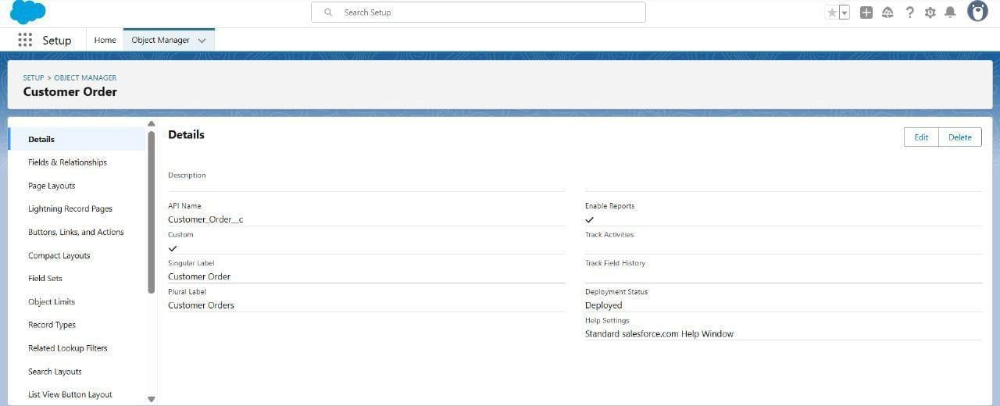 Search Setup
Setup
Home
Object Manager
SETUP > OBJECT MANAGER
Customer Order
Details
Fields & Relationships
Page Layouts
Lightning Record Pages
Buttons, Links, and Actions
Compact Layouts
Field Sets
Object Limits
Record Types
Related Lookup Filters
Search Layouts
List View Button Layout
Details
Edit
Delete
Description
API Name
Customer_Order__c
Custom
Singular Label
Customer Order
Plural Label
Customer Orders
Enable Reports
Track Activities
Track Field History
Deployment Status
Deployed
Help Settings
Standard salesforce.com Help Window